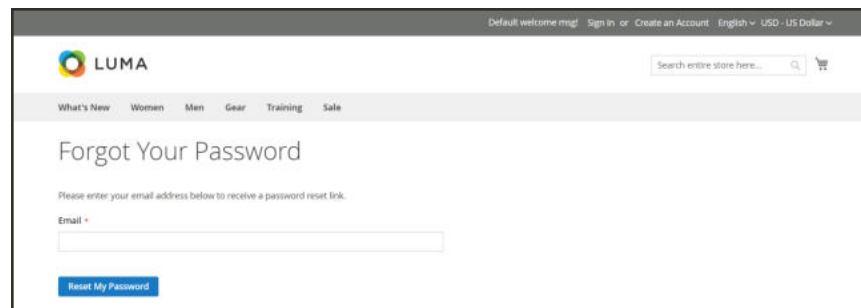 Default welcome msg! Sign In or Create an Account English USD - US Dollar
LUMA
Search entire store here...
What's New Women Men Gear Training Sale
Forgot Your Password
Please enter your email address below to receive a password reset link.
Email *
Reset My Password